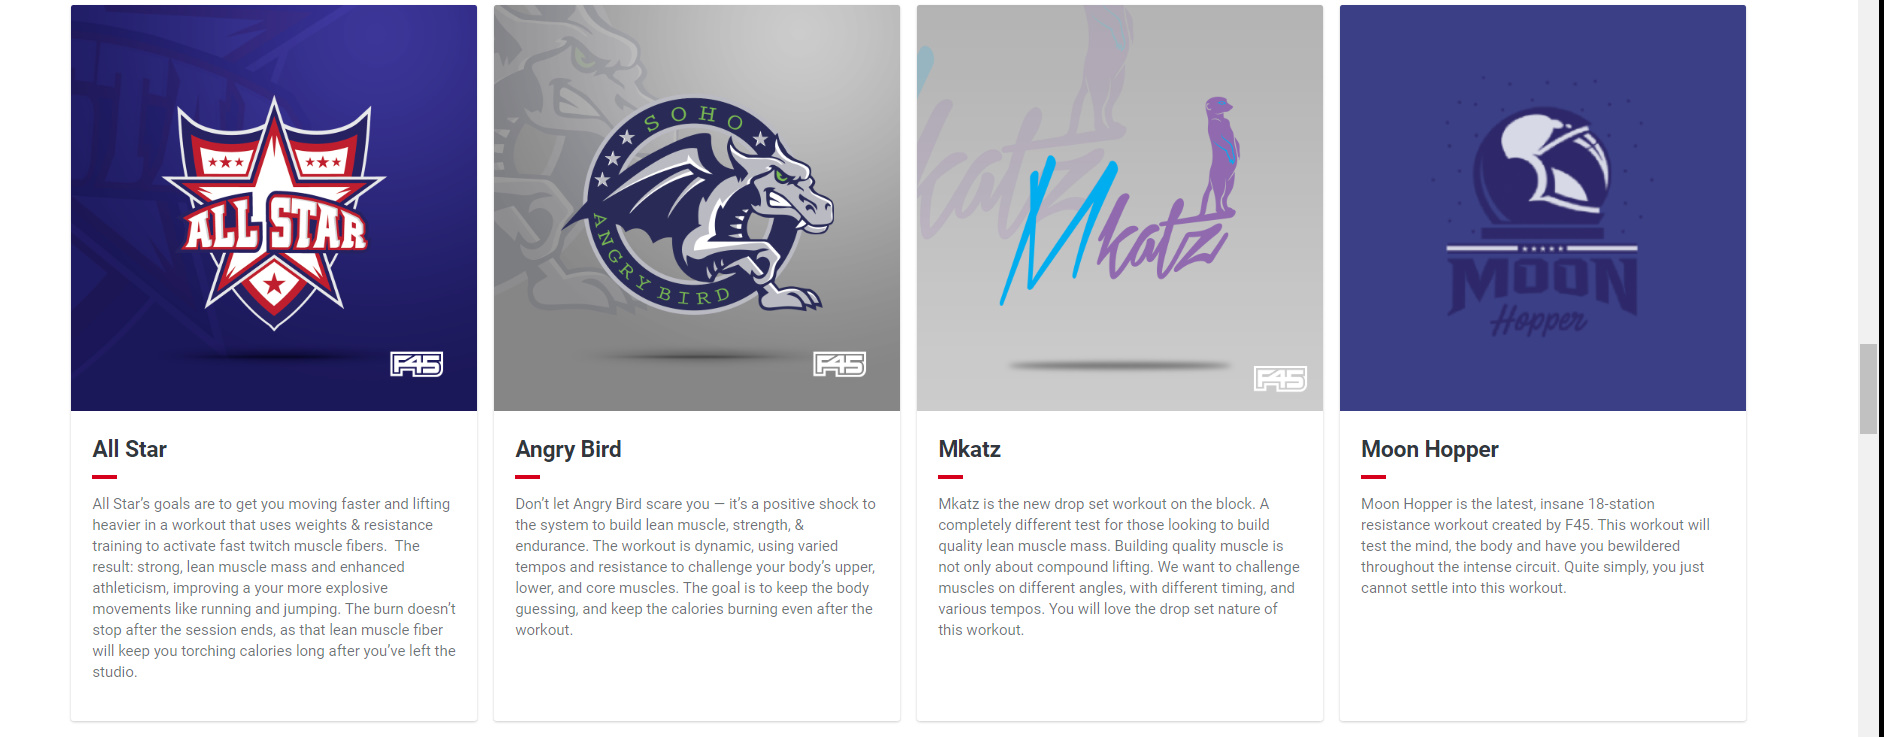 ALL STAR
F45
SOHO
ANGRY BIRD
F45
Mkatz
katz
F45
MOON
Hopper
All Star
All Star’s goals are to get you moving faster and lifting
heavier in a workout that uses weights & resistance
training to activate fast twitch muscle fibers.  The
result: strong, lean muscle mass and enhanced
athleticism, improving a your more explosive
movements like running and jumping. The burn doesn’t
stop after the session ends, as that lean muscle fiber
will keep you torching calories long after you’ve left the
studio.
Angry Bird
Don’t let Angry Bird scare you — it’s a positive shock to
the system to build lean muscle, strength, &
endurance. The workout is dynamic, using varied
tempos and resistance to challenge your body’s upper,
lower, and core muscles. The goal is to keep the body
guessing, and keep the calories burning even after the
workout.
Mkatz
Mkatz is the new drop set workout on the block. A
completely different test for those looking to build
quality lean muscle mass. Building quality muscle is
not only about compound lifting. We want to challenge
muscles on different angles, with different timing, and
various tempos. You will love the drop set nature of
this workout.
Moon Hopper
Moon Hopper is the latest, insane 18-station
resistance workout created by F45. This workout will
test the mind, the body and have you bewildered
throughout the intense circuit. Quite simply, you just
cannot settle into this workout.